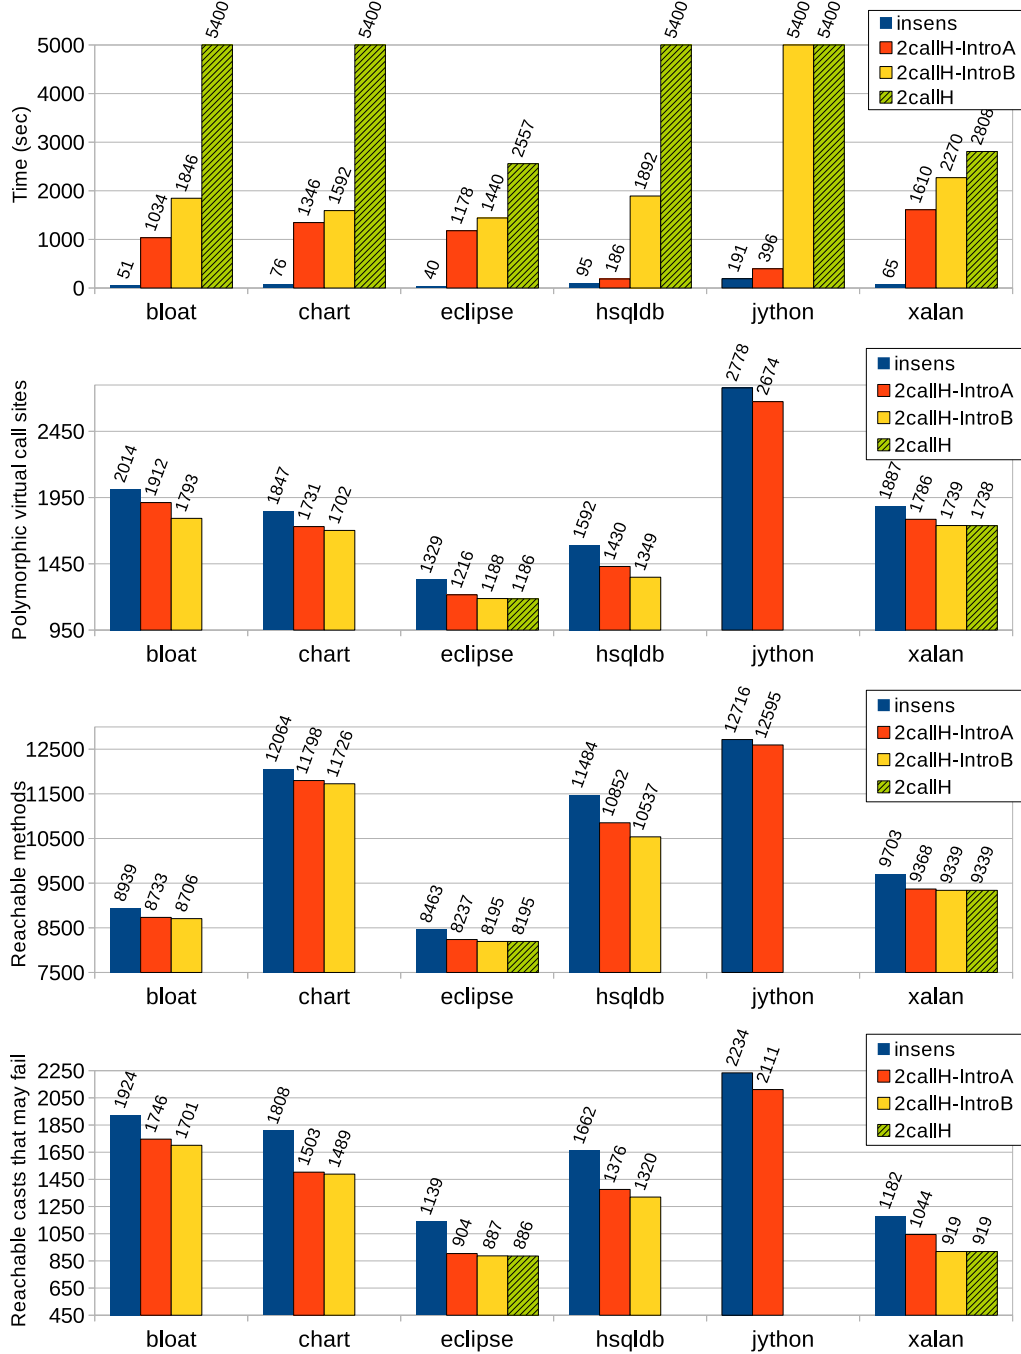 5400
5400
5400
5400
5400
insens
2callH-IntroA
2callH-IntroB
2callH
Time (sec)
5000
4000
3000
2000
1000
0
51
1034
1846
76
1346
1592
40
1178
1440
2557
95
186
1892
191
396
65
1610
2270
2808
bloat
chart
eclipse
hsqldb
jython
xalan
insens
2callH-IntroA
2callH-IntroB
2callH
Polymorphic virtual call sites
2450
1950
1450
950
2014
1912
1793
1847
1731
1702
1329
1216
1188
1186
1592
1430
1349
2778
2674
1887
1786
1739
1738
bloat
chart
eclipse
hsqldb
jython
xalan
insens
2callH-IntroA
2callH-IntroB
2callH
Reachable methods
12500
11500
10500
9500
8500
7500
8939
8733
8706
12064
11798
11726
8463
8237
8195
8195
11484
10852
10537
12716
12595
9703
9368
9339
9339
bloat
chart
eclipse
hsqldb
jython
xalan
insens
2callH-IntroA
2callH-IntroB
2callH
Reachable casts that may fail
2250
2050
1850
1650
1450
1250
1050
850
650
450
1924
1746
1701
1808
1503
1489
1139
904
887
886
1662
1376
1320
2234
2111
1182
1044
919
919
bloat
chart
eclipse
hsqldb
jython
xalan